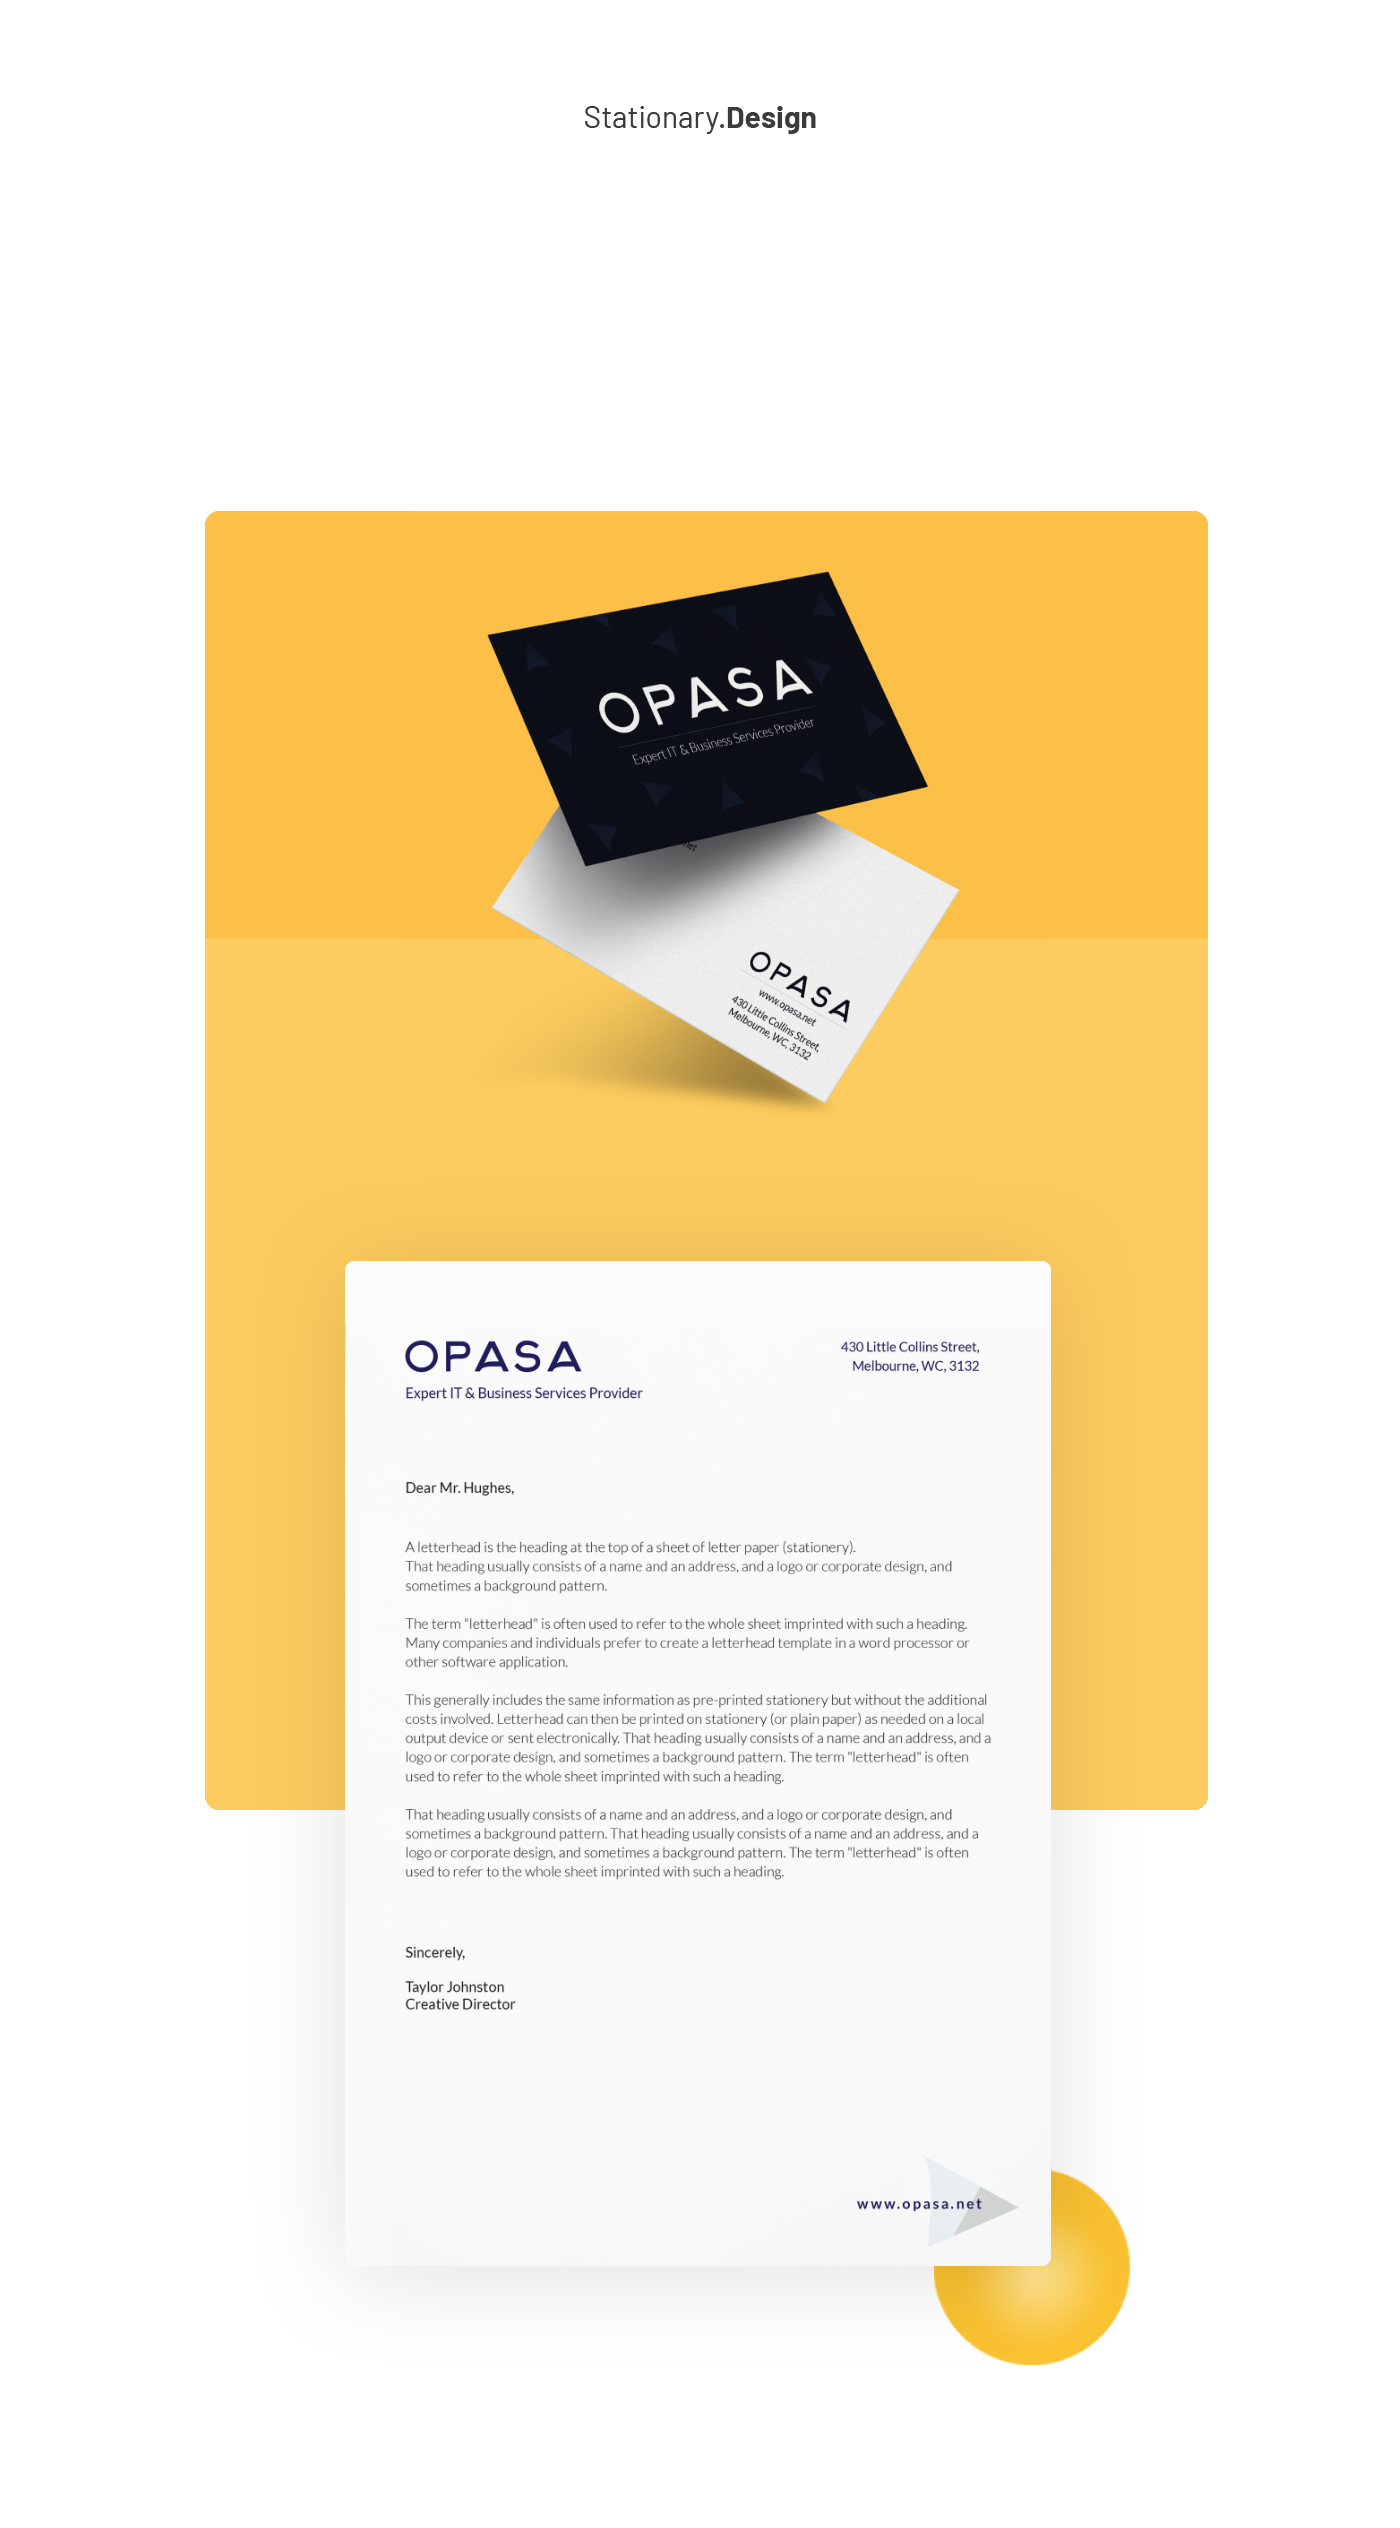 Stationary.Design
OPASA
Expert IT & Business Services Provider
OPASA
www.opasa.net
430 Little Collins Street,
Melbourne, WC, 3132
OPASA
Expert IT & Business Services Provider
430 Little Collins Street,
Melbourne, WC, 3132
Dear Mr. Hughes,
A letterhead is the heading at the top of a sheet of letter paper (stationery).
That heading usually consists of a name and an address, and a logo or corporate design, and
sometimes a background pattern.
The term "letterhead" is often used to refer to the whole sheet imprinted with such a heading.
Many companies and individuals prefer to create a letterhead template in a word processor or
other software application.
This generally includes the same information as pre-printed stationery but without the additional
costs involved. Letterhead can then be printed on stationery (or plain paper) as needed on a local
output device or sent electronically. That heading usually consists of a name and an address, and a
logo or corporate design, and sometimes a background pattern. The term "letterhead" is often
used to refer to the whole sheet imprinted with such a heading.
That heading usually consists of a name and an address, and a logo or corporate design, and
sometimes a background pattern. That heading usually consists of a name and an address, and a
logo or corporate design, and sometimes a background pattern. The term "letterhead" is often
used to refer to the whole sheet imprinted with such a heading.
Sincerely,
Taylor Johnston
Creative Director
www.opasa.net